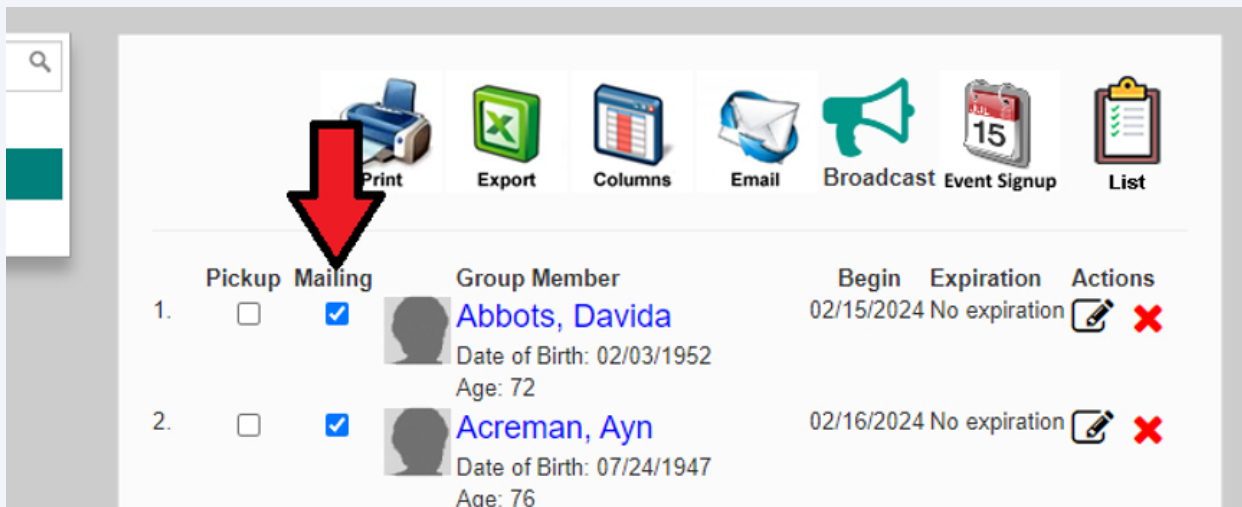 Print Export Columns Email Broadcast Event Signup List
15
Pickup Mailing Group Member Begin Expiration Actions
1. Abbots, Davida 02/15/2024 No expiration
Date of Birth: 02/03/1952
Age: 72
2. Acreman, Ayn 02/16/2024 No expiration
Date of Birth: 07/24/1947
Age: 76